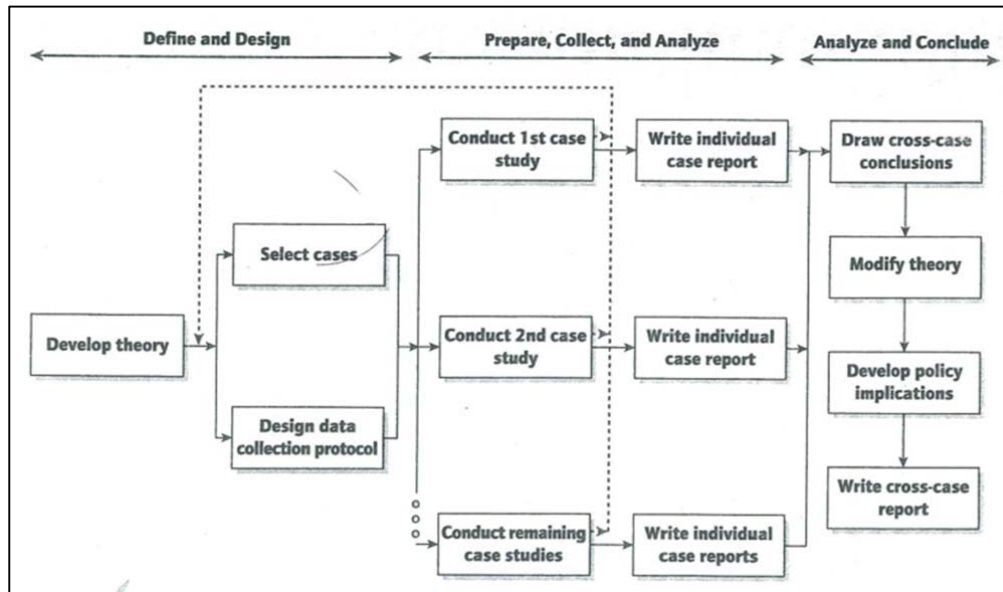 Define and Design
Prepare, Collect, and Analyze
Analyze and Conclude
Conduct 1st case
study
Write individual
case report
Draw cross-case
conclusions
Select cases
Modify theory
Develop theory
Conduct 2nd case
study
Write individual
case report
Develop policy
implications
Design data
collection protocol
Write cross-case
report
Conduct remaining
case studies
Write individual
case reports